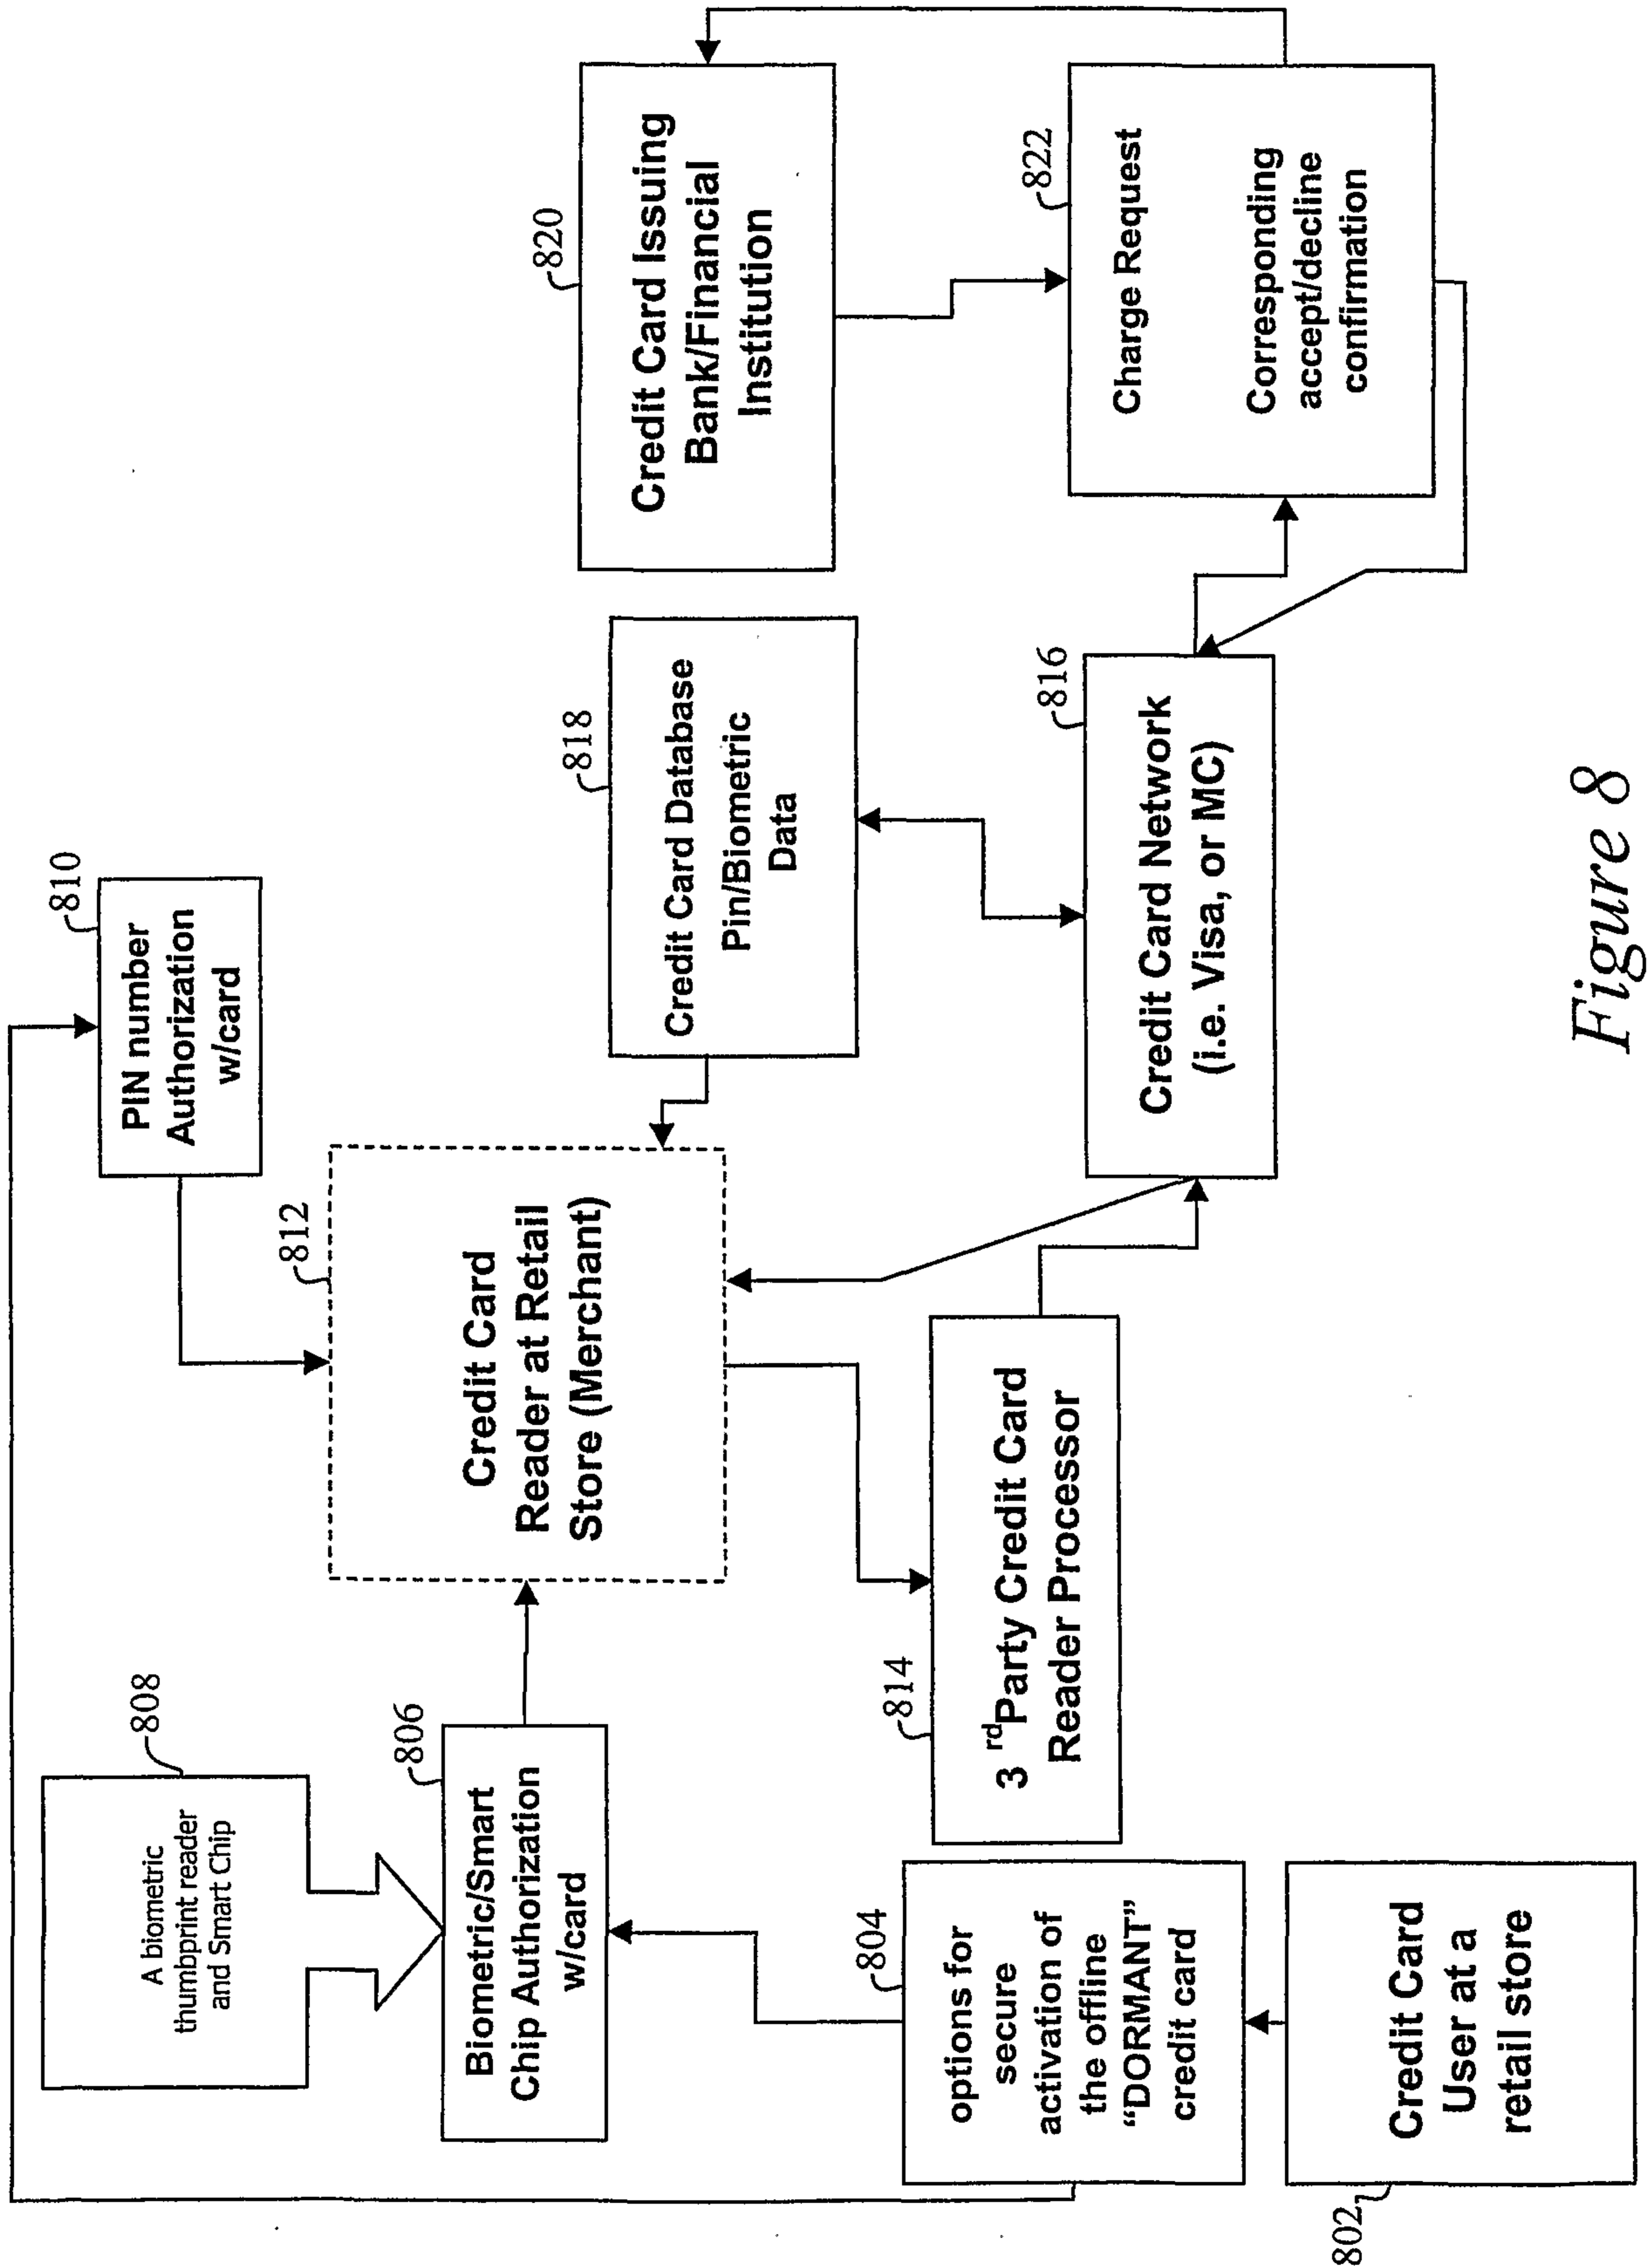 810
PIN number
Authorization
w/card
808
A biometric
thumbprint reader
and Smart Chip
806
Biometric/Smart
Chip Authorization
w/card
812
Credit Card
Reader at Retail
Store (Merchant)
818
Credit Card Database
Pin/Biometric
Data
820
Credit Card Issuing
Bank/Financial
Institution
804
options for
secure
activation of
the offline
“DORMANT”
credit card
814
3 rd Party Credit Card
Reader Processor
816
Credit Card Network
(i.e. Visa, or MC)
822
Charge Request
Corresponding
accept/decline
confirmation
802
Credit Card
User at a
retail store
Figure 8